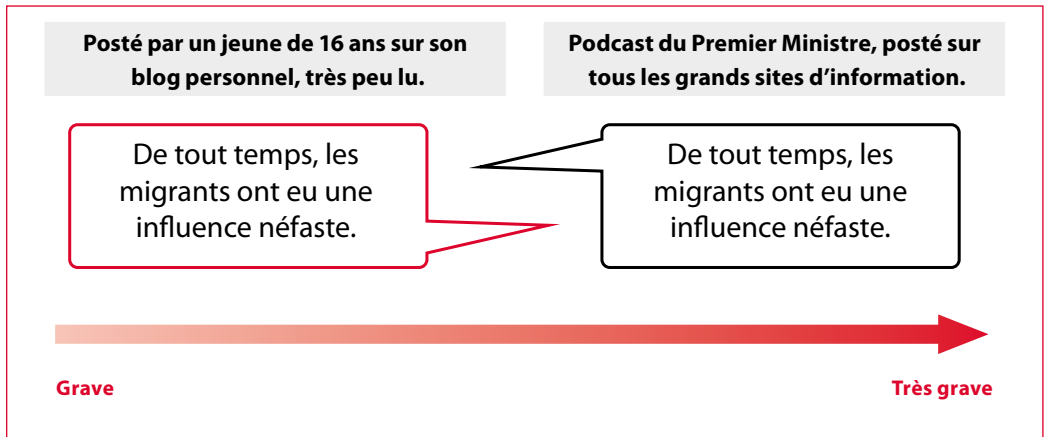 Posté par un jeune de 16 ans sur son
blog personnel, très peu lu.
Podcast du Premier Ministre, posté sur
tous les grands sites d’information.
De tout temps, les
migrants ont eu une
influence néfaste.
De tout temps, les
migrants ont eu une
influence néfaste.
Grave
Très grave